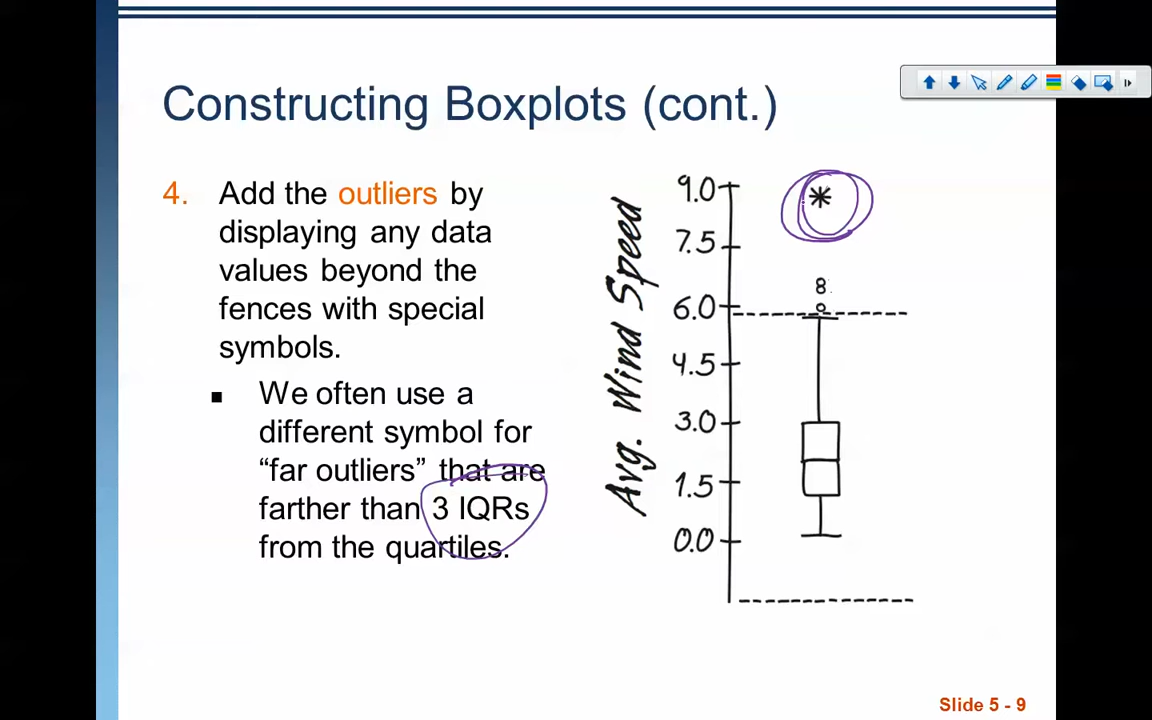 Constructing Boxplots (cont.)
4. Add the outliers by
displaying any data
values beyond the
fences with special
symbols.
■ We often use a
different symbol for
“far outliers” that are
farther than 3 IQRs
from the quartiles.
Avg. Wind Speed
9.0
7.5
6.0
4.5
3.0
1.5
0.0
Slide 5 - 9